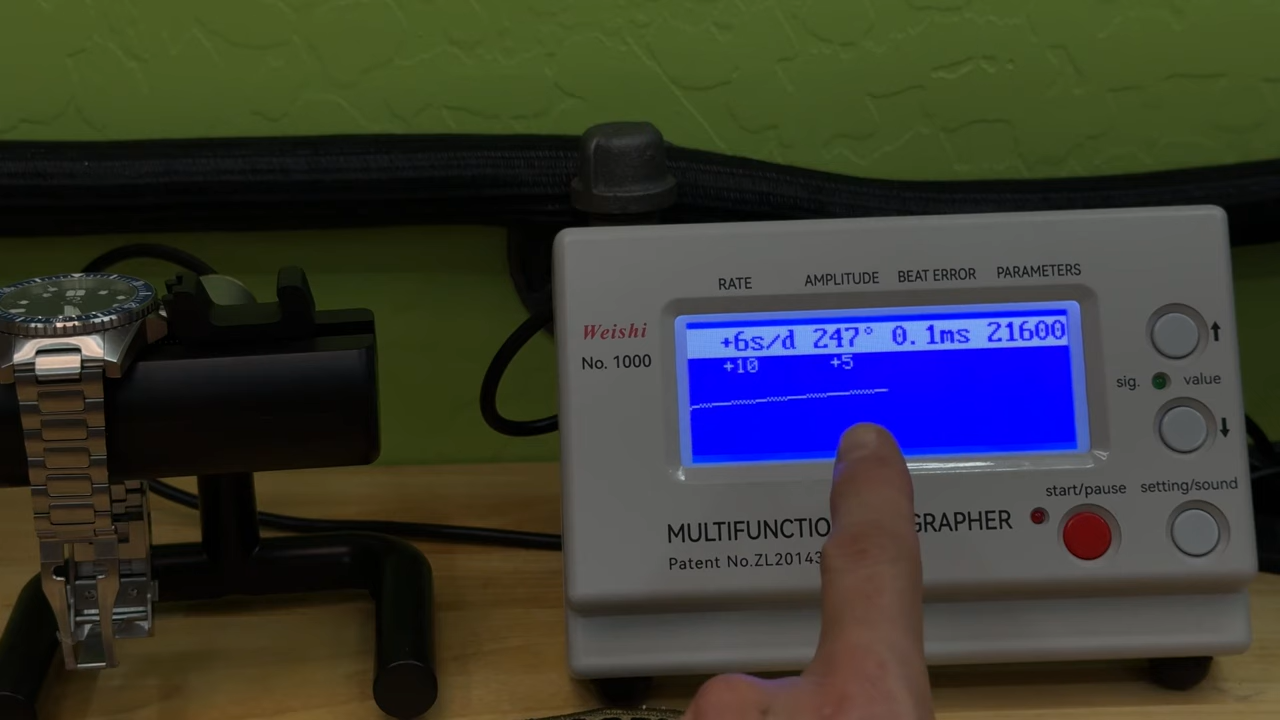 RATE AMPLITUDE BEAT ERROR PARAMETERS
Weishi
No. 1000
+6s/d 247° 0.1ms 21600
+10 +5
sig. value
start/pause setting/sound
MULTIFUNCTIO GRAPHER
Patent No.ZL20143